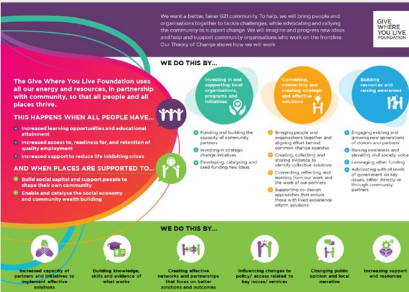 We want a better, fairer G21 community. To help, we will bring people and
organisations together to tackle challenges, while advocating and rallying
the community to support change. We will imagine and progress new ideas
and help and support community organisations who work on the frontline.
Our Theory of Change shows how we will work.
GIVE
WHERE
YOU LIVE
FOUNDATION
WE DO THIS BY...
The Give Where You Live Foundation uses
all our energy and resources, in partnership
with community, so that all people and all
places thrive.
THIS HAPPENS WHEN ALL PEOPLE HAVE...
Increased learning opportunities and educational
attainment
Increased access to, readiness for, and retention of
quality employment
Increased support to reduce life inhibiting crises
AND WHEN PLACES ARE SUPPORTED TO...
Build social capital and support people to
shape their own community
Enable and catalyse the social economy
and community wealth building
Investing in and
supporting local
organisations,
programs and
initiatives
Funding and building the
capacity of community
partners
Investing in strategic
change initiatives
Developing, catalysing and
seed funding new ideas
Convening,
connecting and
creating strategic
and effective
solutions
Bringing people and
organisations together and
aligning effort behind
common change agendas
Creating, collecting and
sharing evidence to
identify collective solutions
Convening, reflecting and
learning from our work and
the work of our partners
Supporting co-design
approaches that ensure
those with lived experience
inform solutions
Building
resources and
raising awareness
Engaging existing and
growing new generations
of donors and partners
Raising awareness and
elevating civil society voice
Leveraging other funding
Advocating with all levels
of government on key
issues, either directly or
through community
partners
WE DO THIS BY...
Increased capacity of
partners and initiatives to
implement effective
solutions
Building knowledge,
skills and evidence of
what works
Creating effective
networks and partnerships
that focus on better
solutions and outcomes
Influencing changes to
policy/ access related to
key issues/ services
Changing public
opinion and local
narrative
Increasing support
and resources